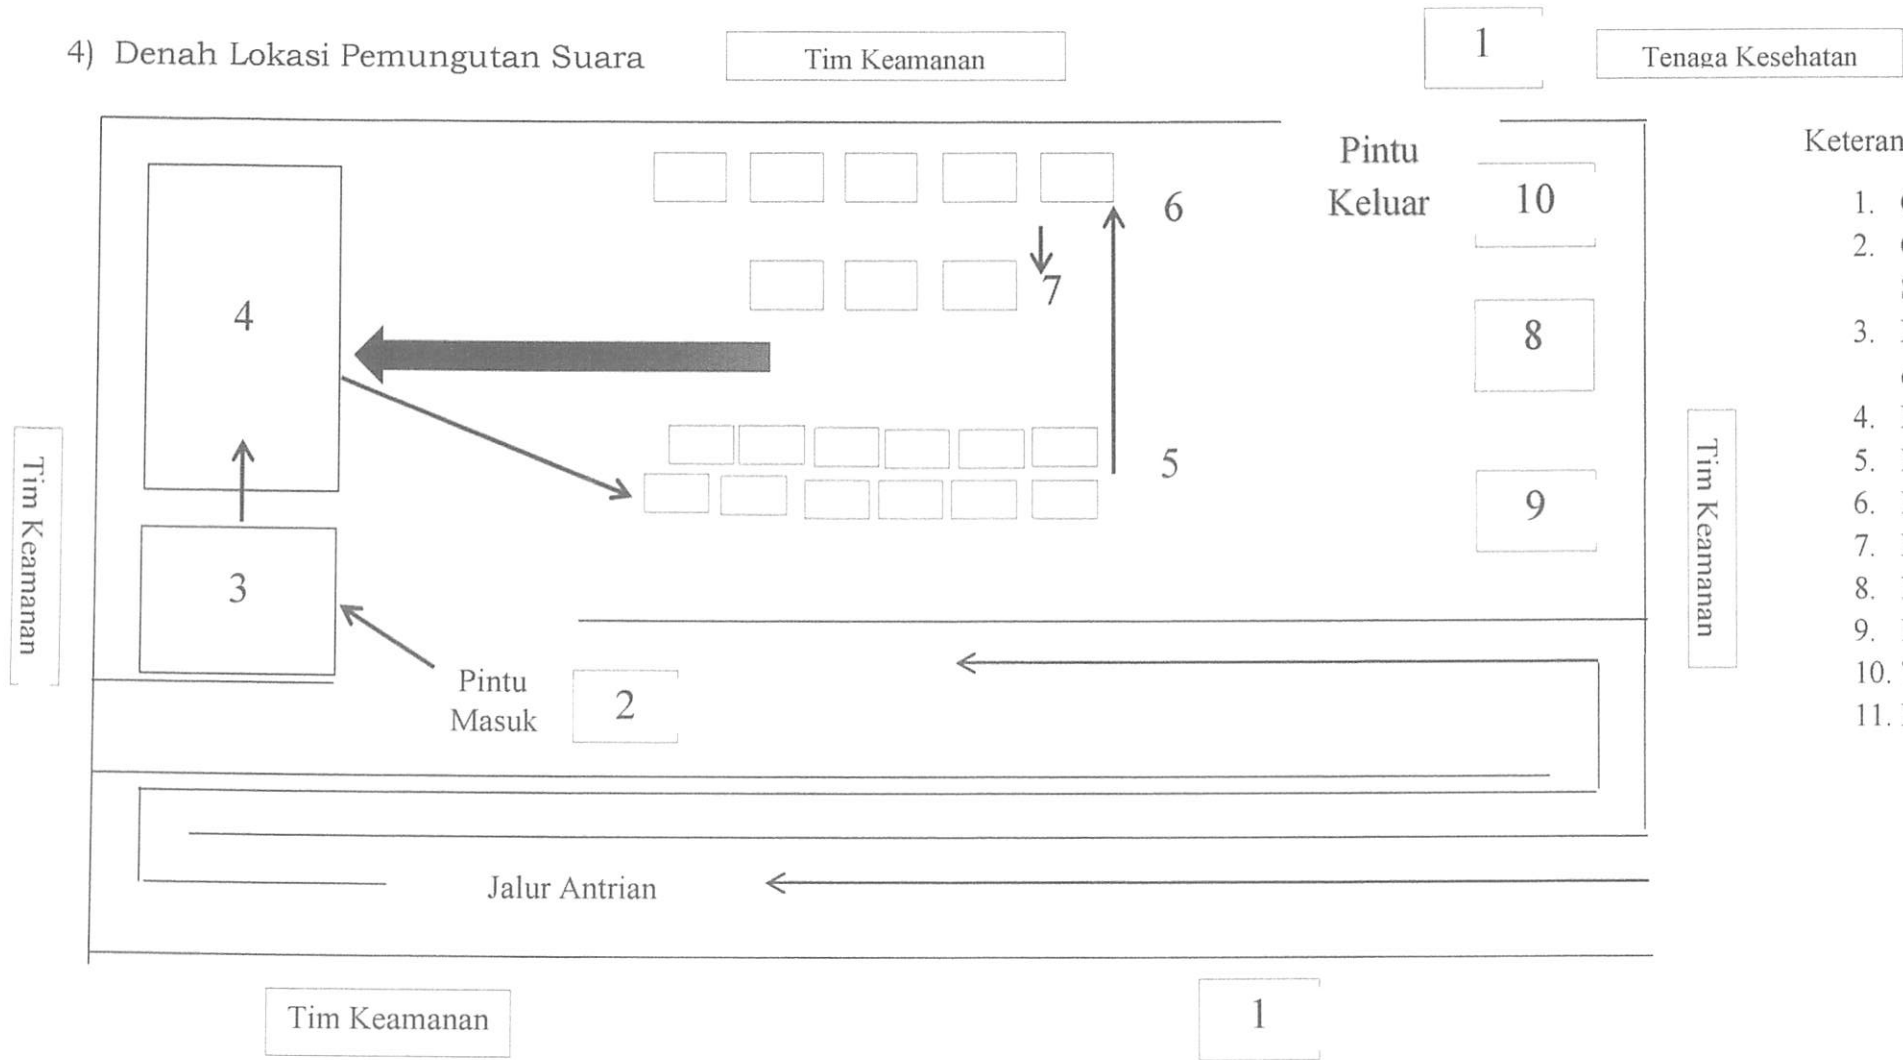 4) Denah Lokasi Pemungutan Suara
Tim Keamanan
1
Tenaga Kesehatan
Pintu
Keluar
10
6
7
4
8
5
9
3
Pintu
Masuk
2
Jalur Antrian
Tim Keamanan
Tim Keamanan
Tim Keamanan
1
1.
2.
3.
4.
5.
6.
7.
8.
9.
10.
11.